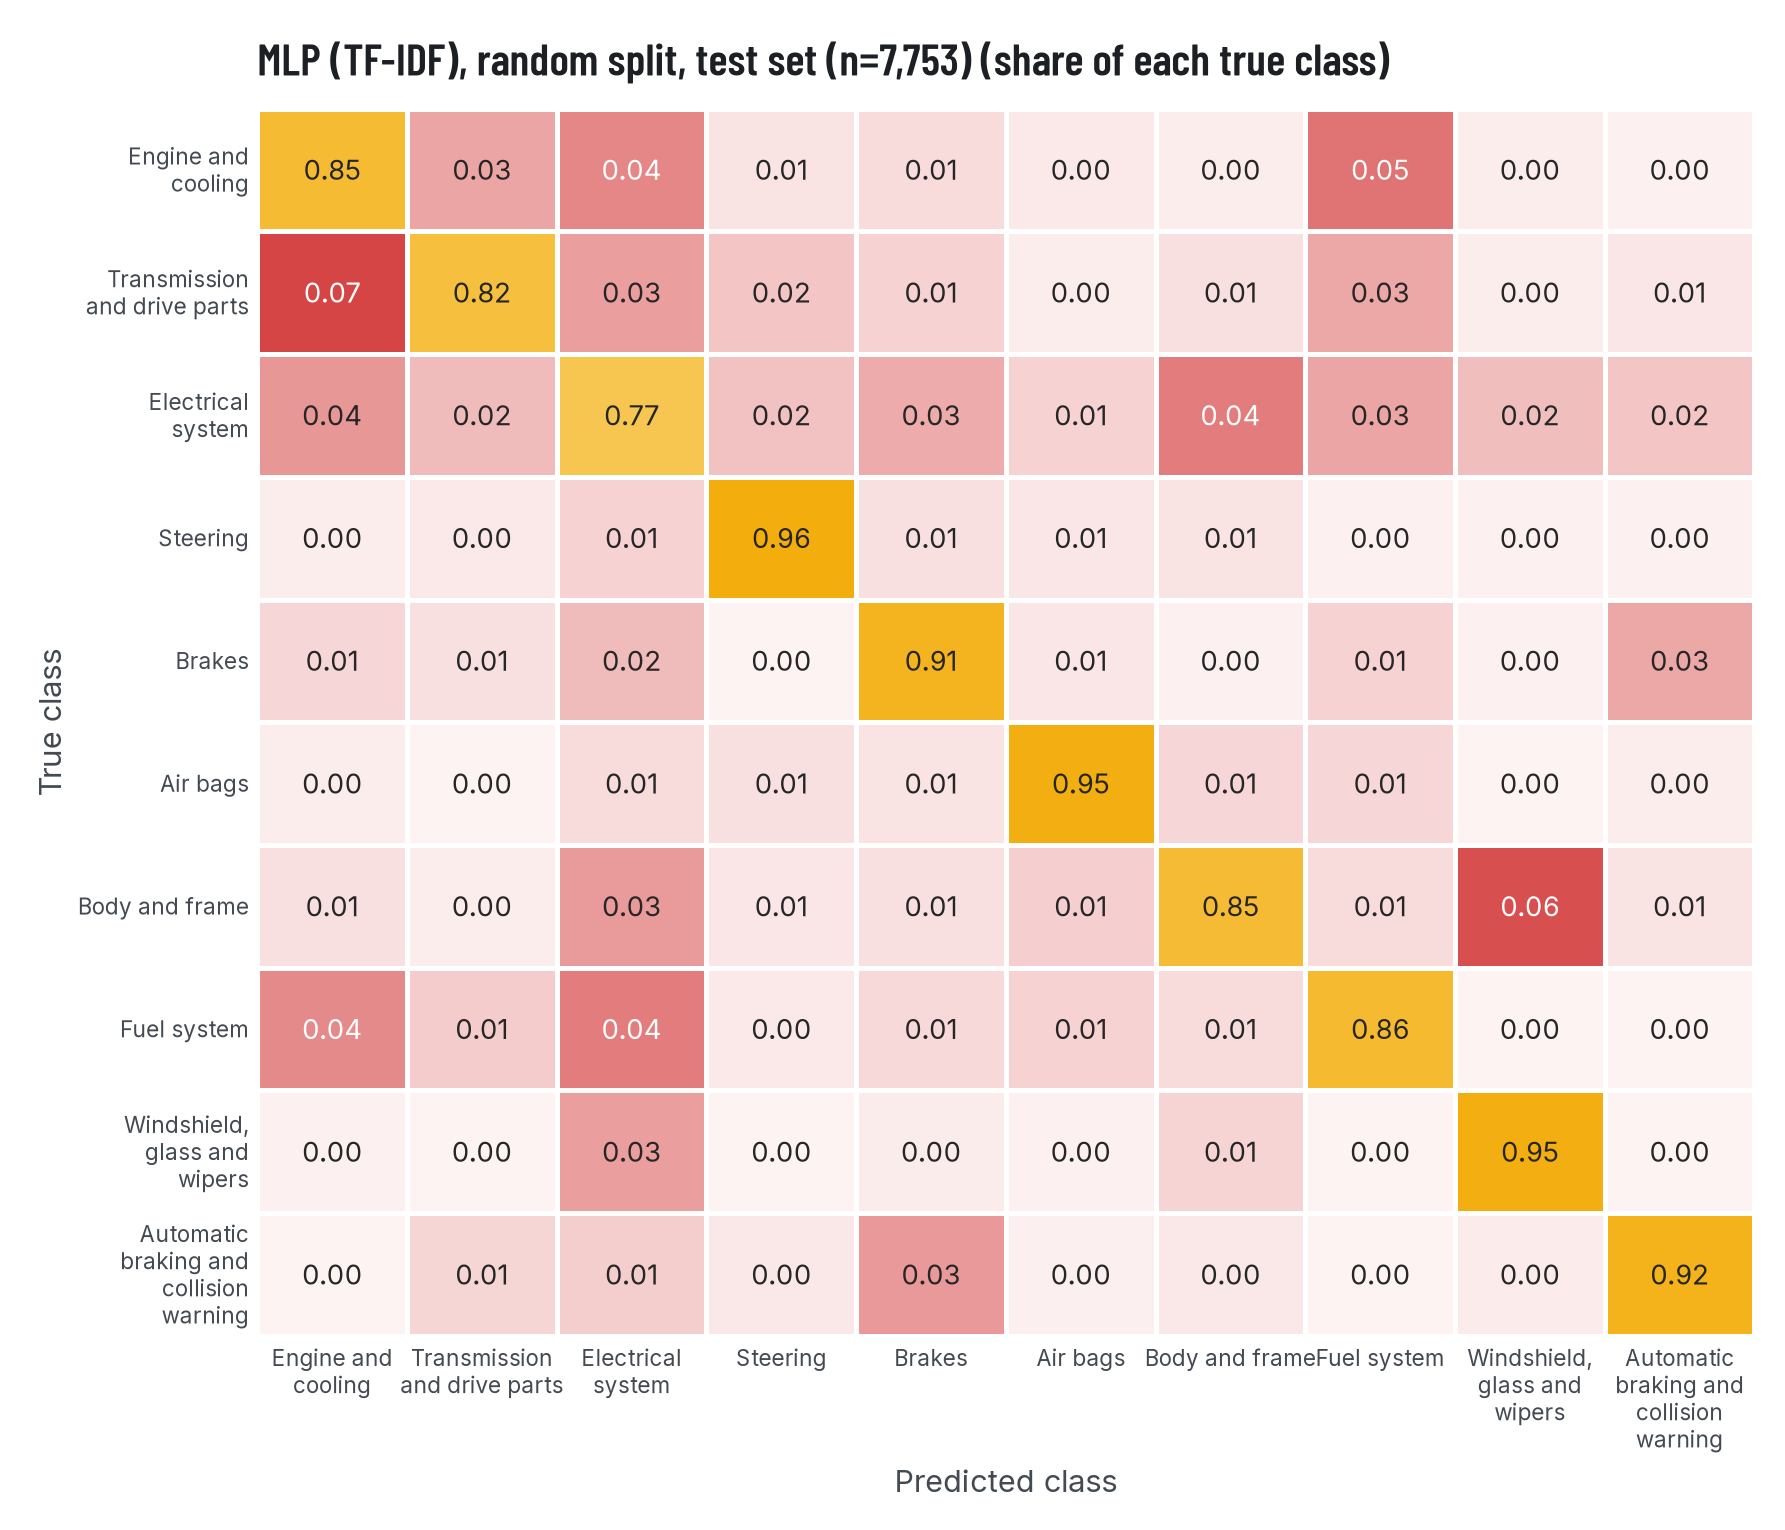 MLP (TF-IDF), random split, test set (n=7,753) (share of each true class)
Engine and
cooling
0.85 0.03 0.04 0.01 0.01 0.00 0.00 0.05 0.00 0.00
Transmission
and drive parts
0.07 0.82 0.03 0.02 0.01 0.00 0.01 0.03 0.00 0.01
Electrical
system
0.04 0.02 0.77 0.02 0.03 0.01 0.04 0.03 0.02 0.02
Steering
0.00 0.00 0.01 0.96 0.01 0.01 0.01 0.00 0.00 0.00
Brakes
0.01 0.01 0.02 0.00 0.91 0.01 0.00 0.01 0.00 0.03
Air bags
0.00 0.00 0.01 0.01 0.01 0.95 0.01 0.01 0.00 0.00
Body and frame
0.01 0.00 0.03 0.01 0.01 0.01 0.85 0.01 0.06 0.01
Fuel system
0.04 0.01 0.04 0.00 0.01 0.01 0.01 0.86 0.00 0.00
Windshield,
glass and
wipers
0.00 0.00 0.03 0.00 0.00 0.00 0.01 0.00 0.95 0.00
Automatic
braking and
collision
warning
0.00 0.01 0.01 0.00 0.03 0.00 0.00 0.00 0.00 0.92
True class
Engine and
cooling
Transmission
and drive parts
Electrical
system
Steering
Brakes
Air bags
Body and frame
Fuel system
Windshield,
glass and
wipers
Automatic
braking and
collision
warning
Predicted class